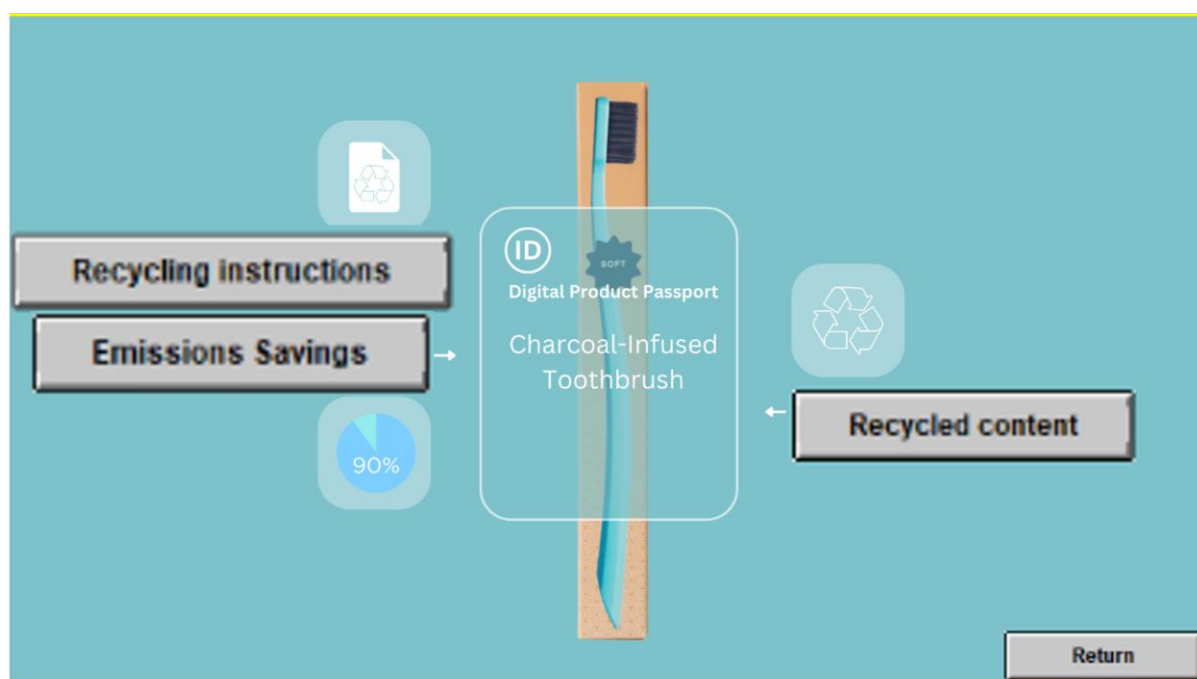 Recycling instructions
Emissions Savings
90%
ID
SOFT
Digital Product Passport
Charcoal-Infused
Toothbrush
Recycled content
Return